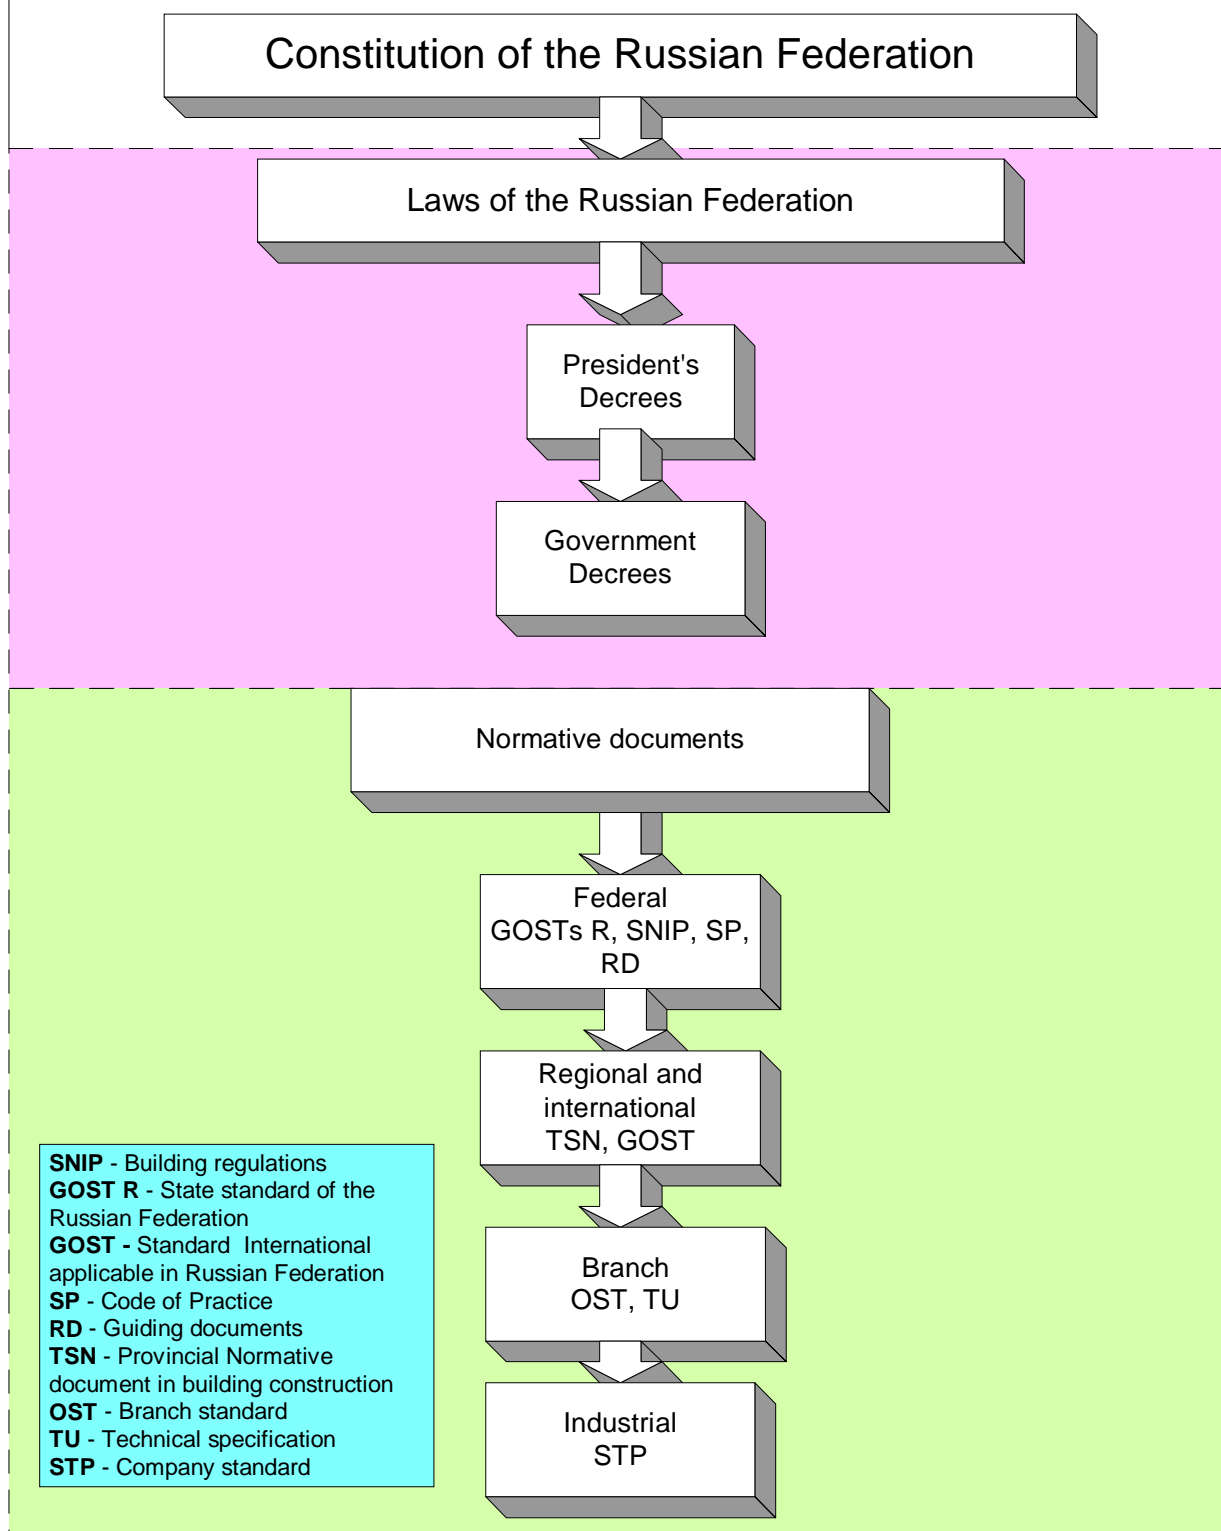 Constitution of the Russian Federation
Laws of the Russian Federation
President's
Decrees
Government
Decrees
Normative documents
Federal
GOSTs R, SNIP, SP,
RD
Regional and
international
TSN, GOST
Branch
OST, TU
Industrial
STP
SNIP - Building regulations
GOST R - State standard of the
Russian Federation
GOST - Standard  International
applicable in Russian Federation
SP - Code of Practice
RD - Guiding documents
TSN - Provincial Normative
document in building construction
OST - Branch standard
TU - Technical specification
STP - Company standard